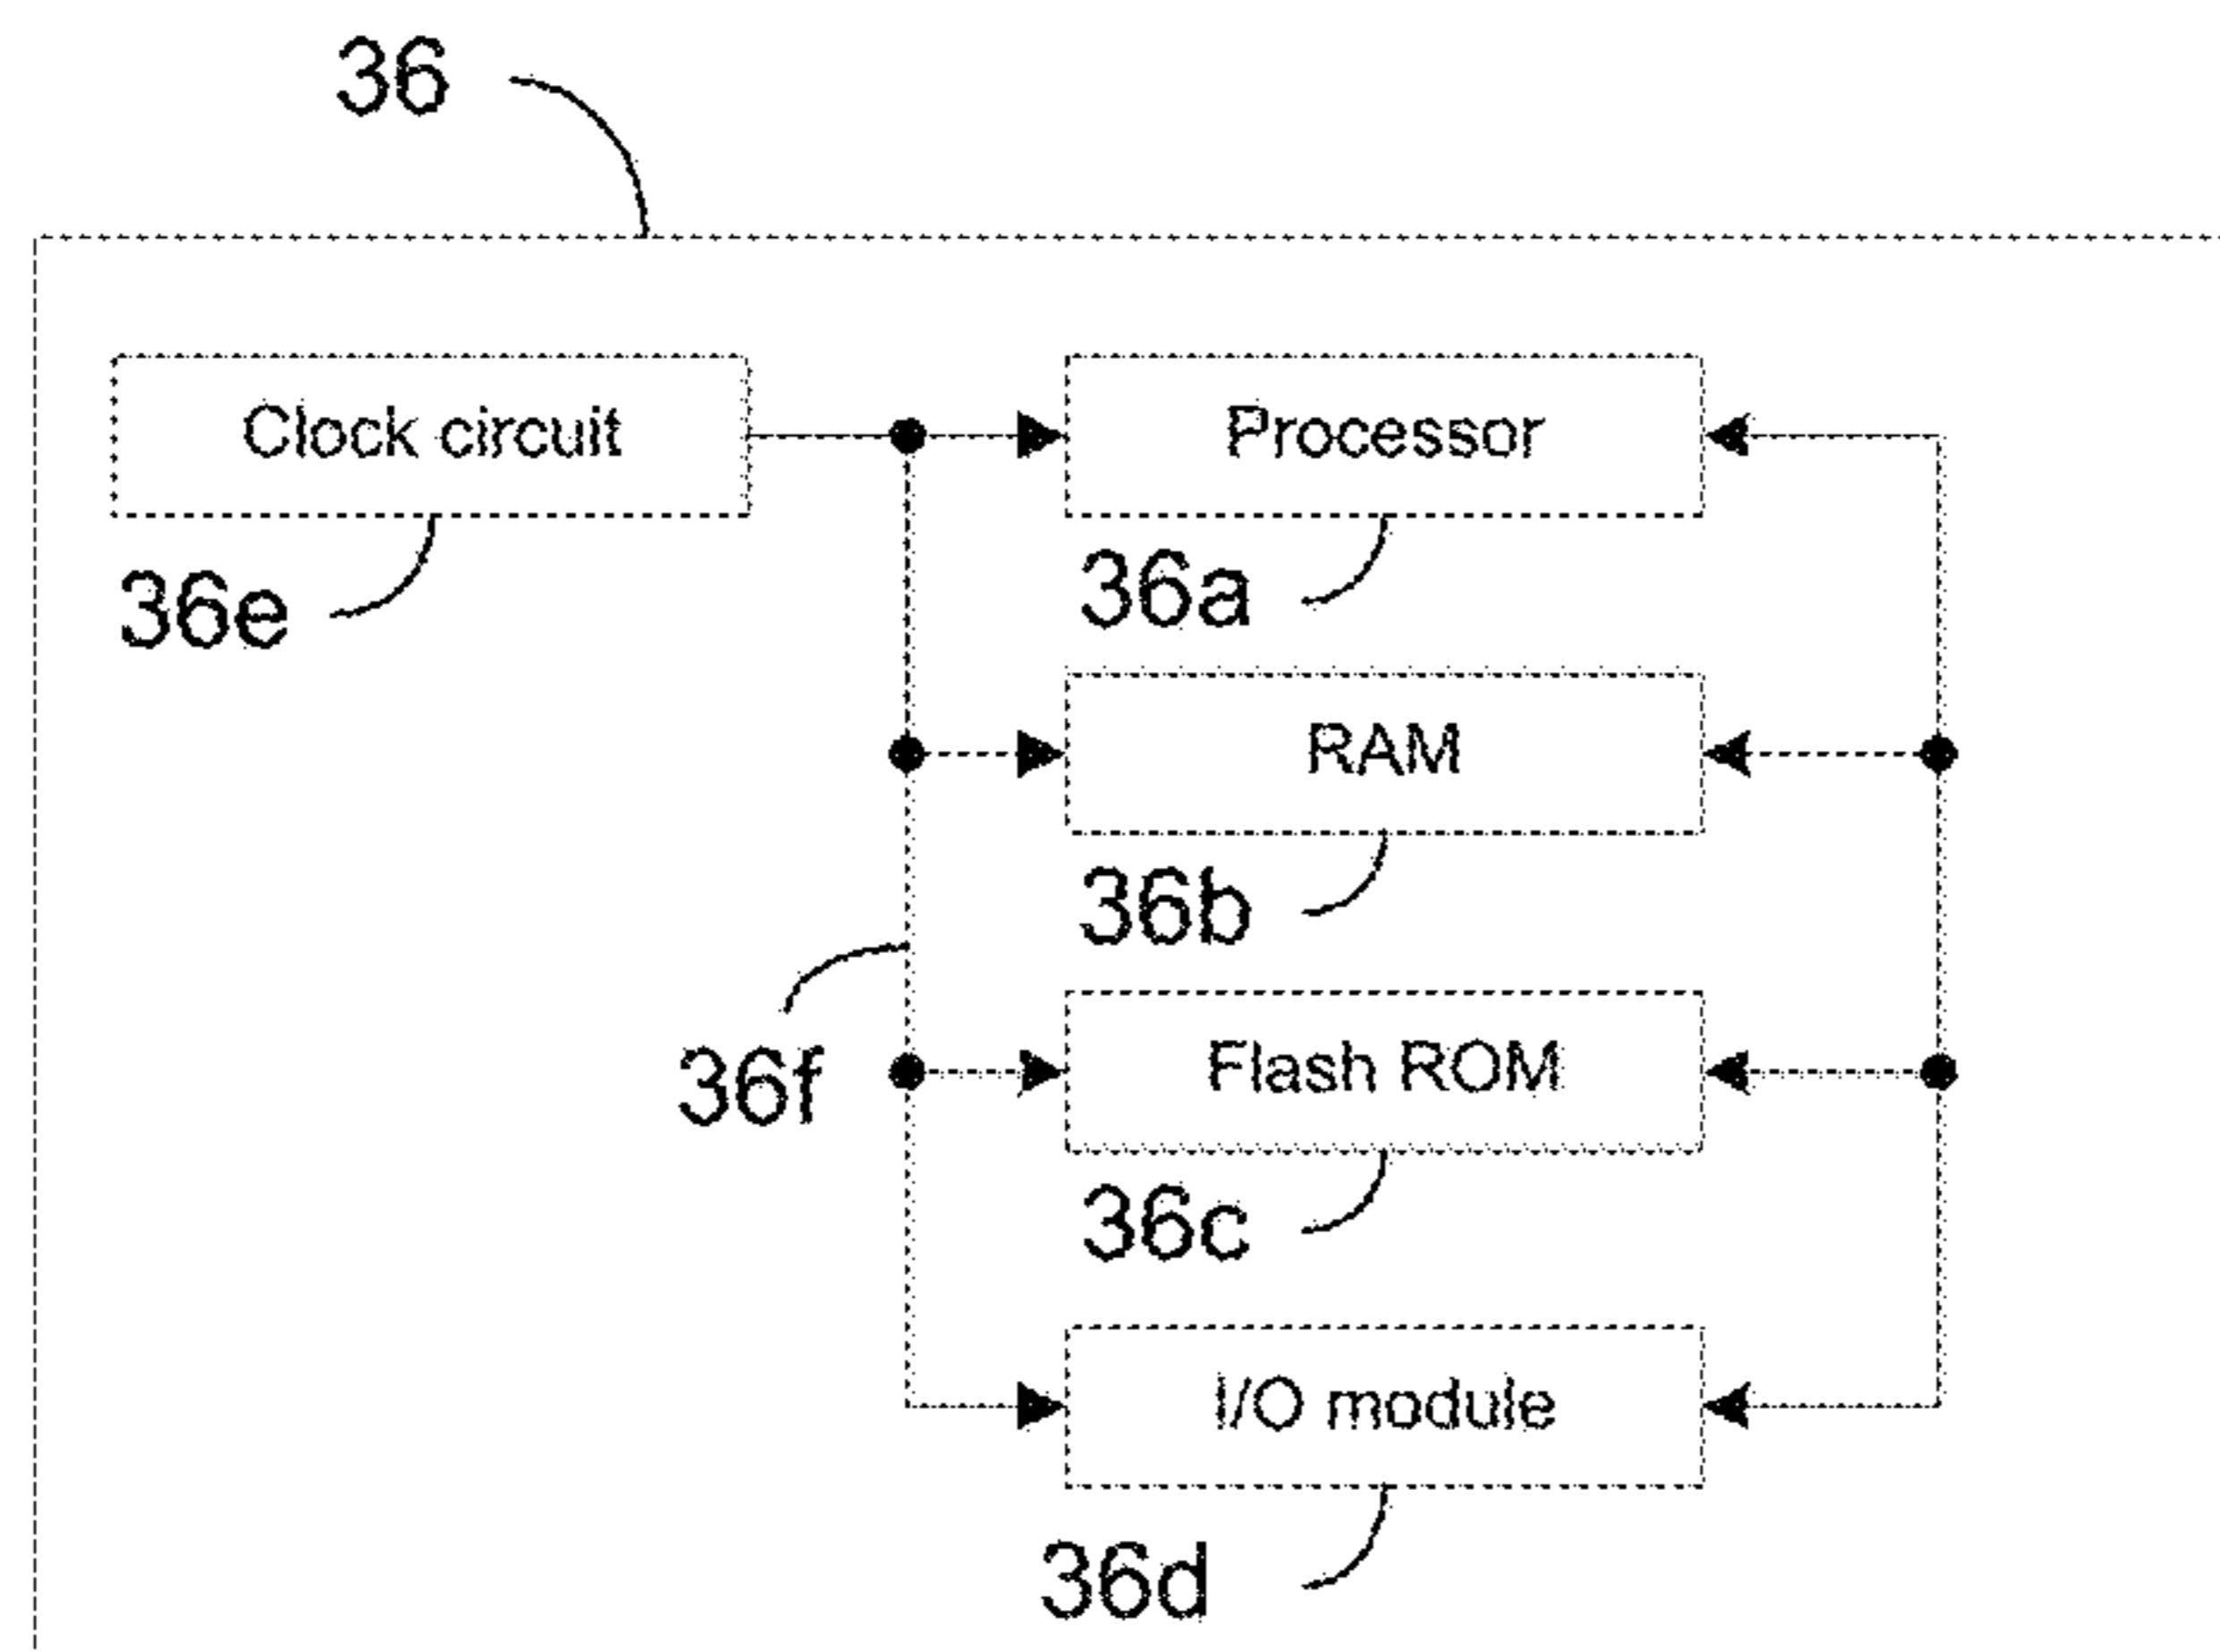 36
Clock circuit
Processor
36e
36a
RAM
36b
36f
Flash ROM
36c
I/O module
36d